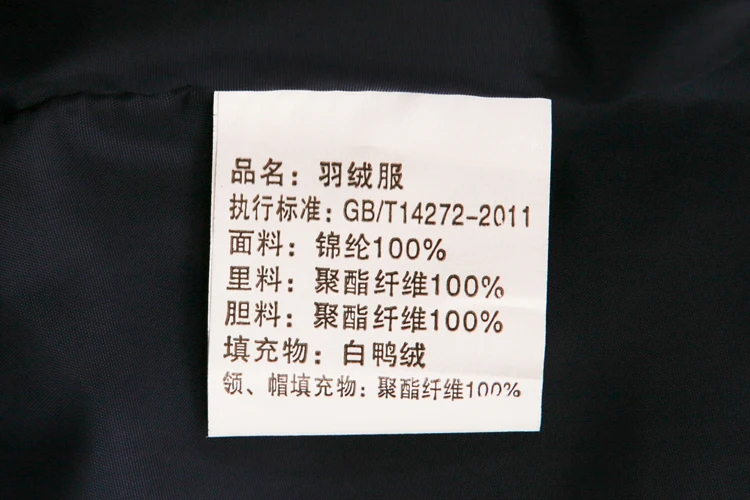 品名：羽绒服
执行标准：GB/T14272-2011
面料：锦纶100%
里料：聚酯纤维100%
胆料：聚酯纤维100%
填充物：白鸭绒
领、帽填充物：聚酯纤维100%